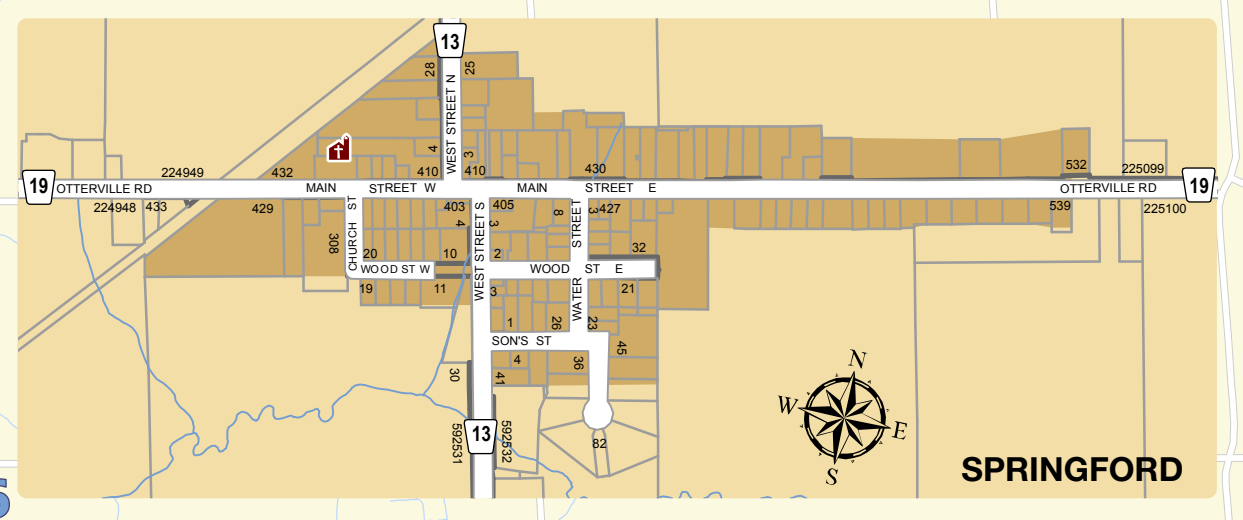 13
28
25
WEST STREET N
4
3
224949
432
410
410
430
532
225099
19
OTTERVILLE RD
MAIN STREET W
MAIN STREET E
OTTERVILLE RD
19
224948
433
429
403
405
427
539
225100
CHURCH ST
308
20
4
10
WEST STREET S
3
2
8
WATER STREET
3
32
WOOD ST W
WOOD ST E
19
11
3
1
26
23
21
SON'S ST
4
36
45
30
41
592531
13
592532
82
N
W
E
S
SPRINGFORD